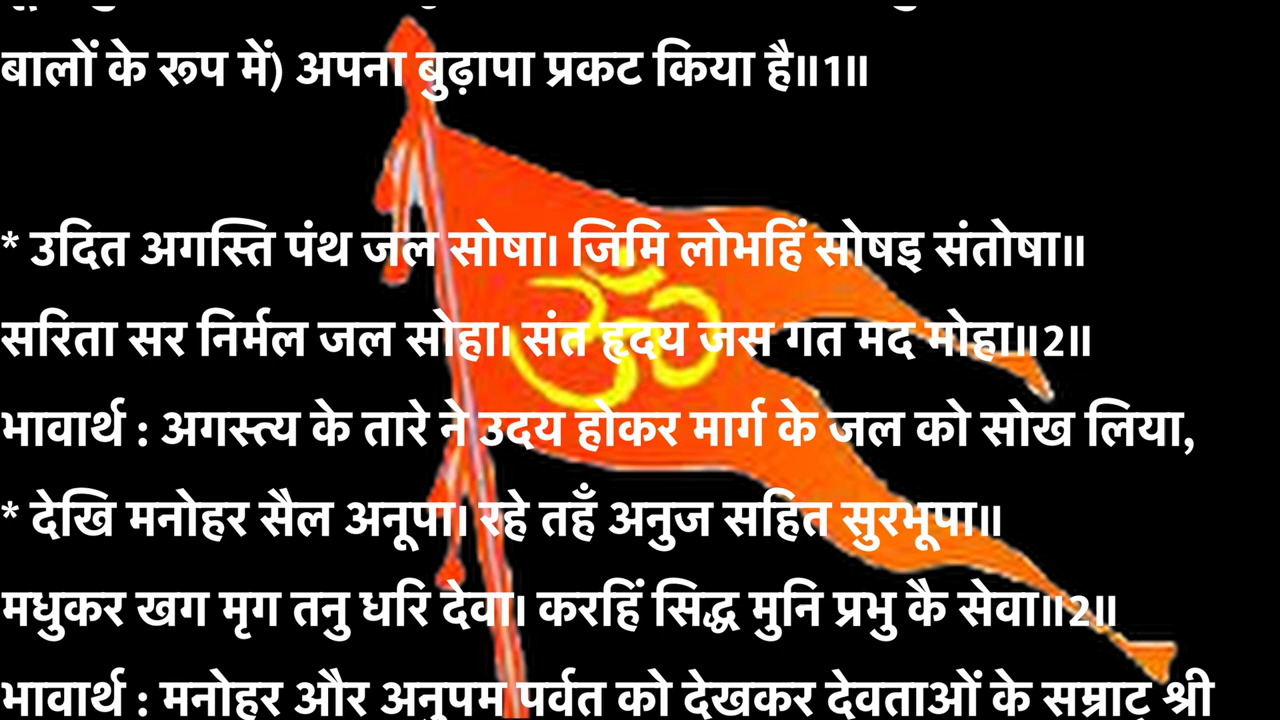 बालों के रूप में) अपना बुढ़ापा प्रकट किया है॥1॥
* उदित अगस्ति पंथ जल सोषा। जिमि लोभहिं सोषइ संतोषा॥
सरिता सर निर्मल जल सोहा। संत हृदय जस गत मद मोहा॥2॥
भावार्थ : अगस्त्य के तारे ने उदय होकर मार्ग के जल को सोख लिया,
* देखि मनोहर सैल अनूपा। रहे तहँ अनुज सहित सुरभूपा॥
मधुकर खग मृग तनु धरि देवा। करहिं सिद्ध मुनि प्रभु कै सेवा॥2॥
भावार्थ : मनोहर और अनुपम पर्वत को देखकर देवताओं के सम्राट् श्री
ॐ